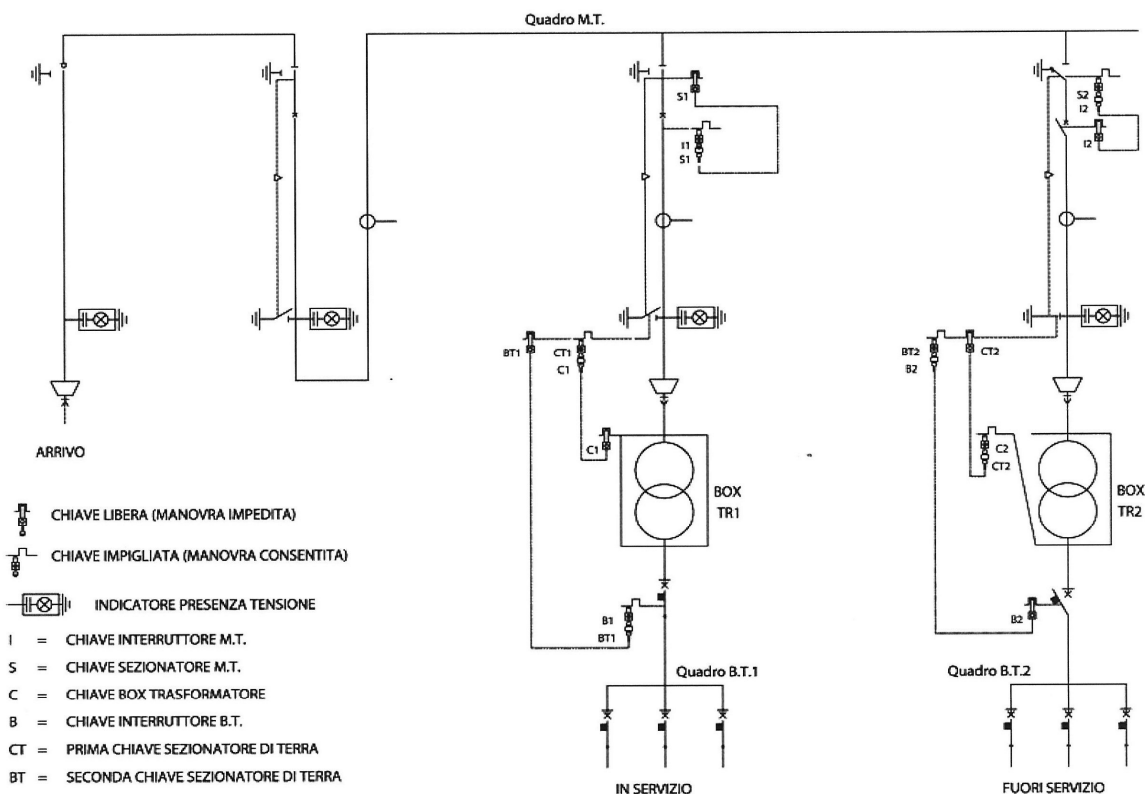 Quadro M.T.
S1
I1
S1
S2
I2
I2
BT1
CT1
C1
BT2
B2
CT2
ARRIVO
C1
BOX
TR1
C2
CT2
BOX
TR2
CHIAVE LIBERA (MANOVRA IMPEDITA)
CHIAVE IMPIGLIATA (MANOVRA CONSENTITA)
INDICATORE PRESENZA TENSIONE
I = CHIAVE INTERRUTTORE M.T.
S = CHIAVE SEZIONATORE M.T.
C = CHIAVE BOX TRASFORMATORE
B = CHIAVE INTERRUTTORE B.T.
CT = PRIMA CHIAVE SEZIONATORE DI TERRA
BT = SECONDA CHIAVE SEZIONATORE DI TERRA
B1
BT1
B2
Quadro B.T.1
Quadro B.T.2
IN SERVIZIO
FUORI SERVIZIO